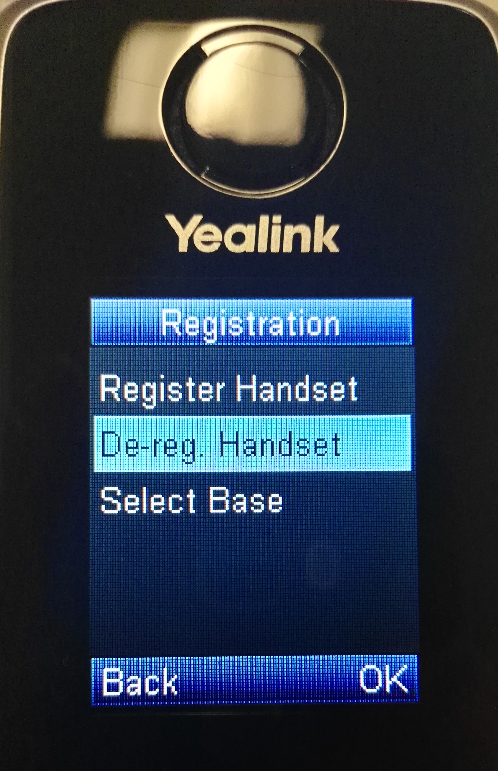 Yealink
Registration
Register Handset
De-reg. Handset
Select Base
Back OK